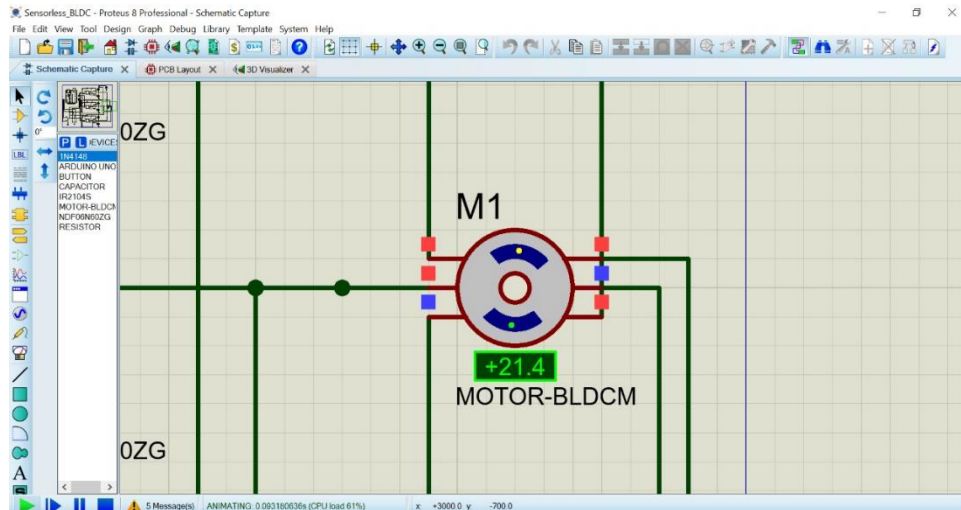 Sensorless_BLDC - Proteus 8 Professional - Schematic Capture
File Edit View Tool Design Graph Debug Library Template System Help
Schematic Capture X PCB Layout X 3D Visualizer X
0°
P L DEVICES
1N4148
ARDUINO UNO
BUTTON
CAPACITOR
IR2104S
MOTOR-BLDCM
NDF06N60ZG
RESISTOR
LBL
A
S
0ZG
M1
+21.4
MOTOR-BLDCM
0ZG
5 Message(s) ANIMATING: 0.093180636s (CPU load 61%) x +3000.0 y -700.0